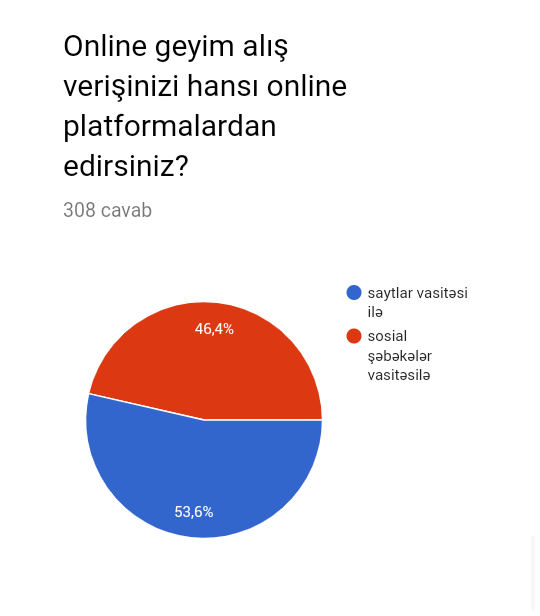 Online geyim alış
verişinizi hansı online
platformalardan
edirsiniz?
308 cavab
saytlar vasitəsi
ilə
sosial
şəbəkələr
vasitəsilə
46,4%
53,6%